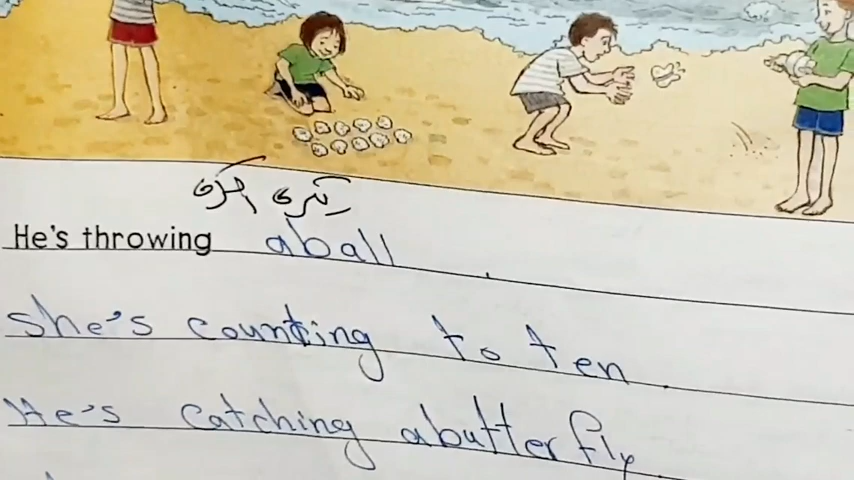 He's throwing aball.
she's counting to ten.
He's catching abutterfly.